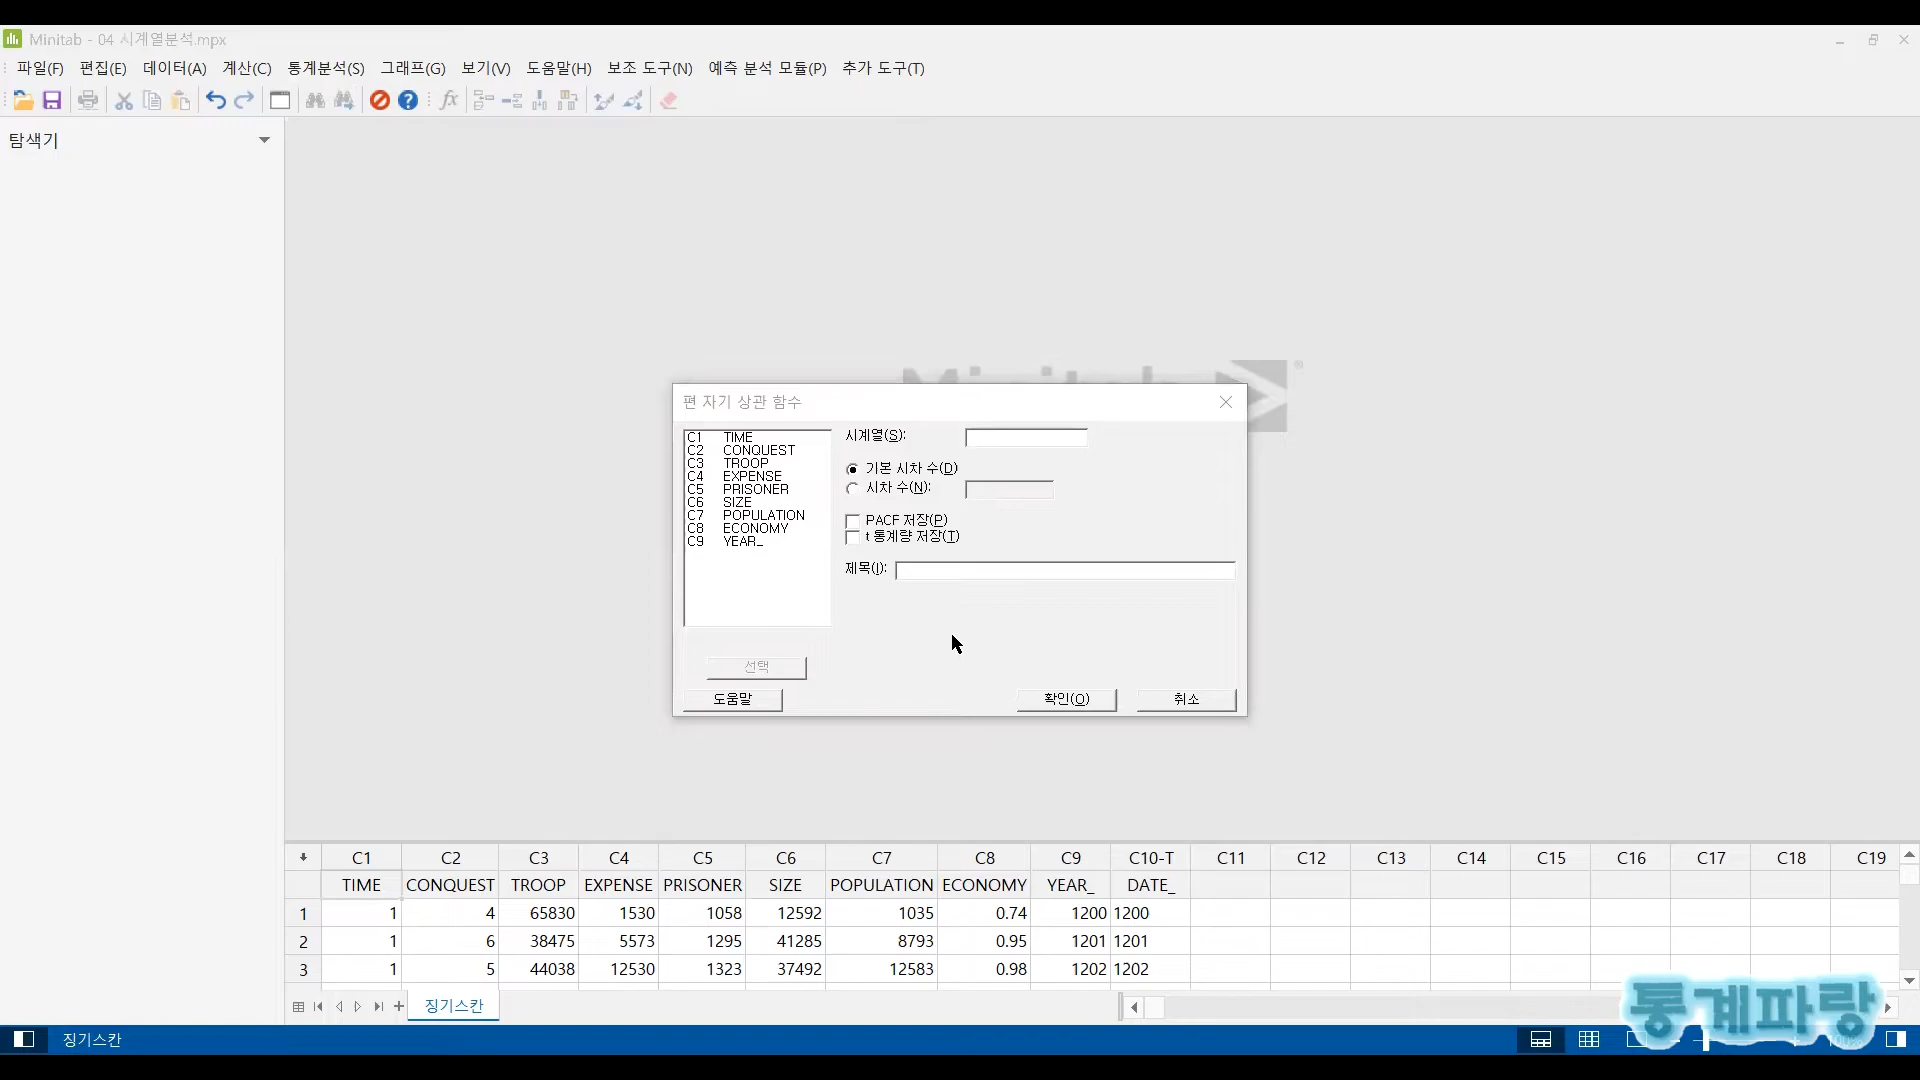 Minitab - 04 시계열분석.mpx
파일(F) 편집(E) 데이터(A) 계산(C) 통계분석(S) 그래프(G) 보기(V) 도움말(H) 보조 도구(N) 예측 분석 모듈(P) 추가 도구(T)
탐색기
편 자기 상관 함수
C1 TIME
C2 CONQUEST
C3 TROOP
C4 EXPENSE
C5 PRISONER
C6 SIZE
C7 POPULATION
C8 ECONOMY
C9 YEAR_
시계열(S):
기본 시차 수(D)
시차 수(N):
PACF 저장(P)
t 통계량 저장(T)
제목(I):
선택
도움말 확인(O) 취소
C1 C2 C3 C4 C5 C6 C7 C8 C9 C10-T C11 C12 C13 C14 C15 C16 C17 C18 C19
TIME CONQUEST TROOP EXPENSE PRISONER SIZE POPULATION ECONOMY YEAR_ DATE_
1 1 4 65830 1530 1058 12592 1035 0.74 1200 1200
2 1 6 38475 5573 1295 41285 8793 0.95 1201 1201
3 1 5 44038 12530 1323 37492 12583 0.98 1202 1202
징기스칸
통계파랑
징기스칸